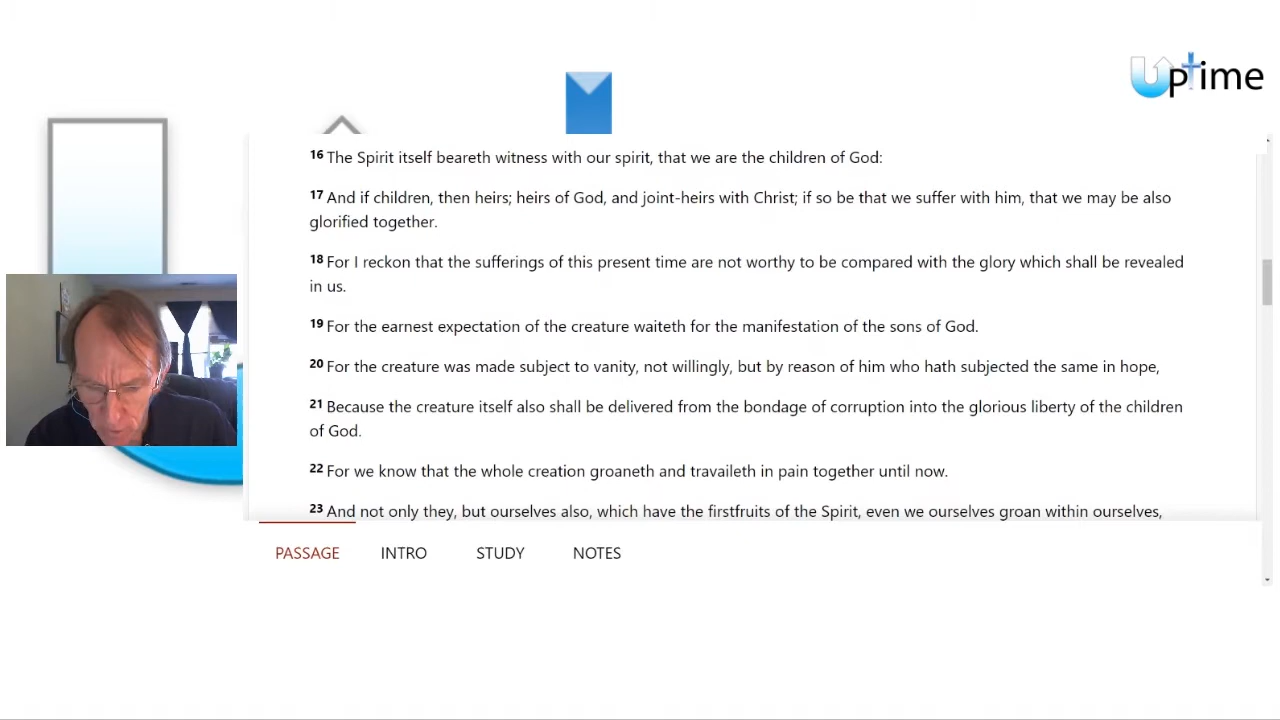 Uptime
16 The Spirit itself beareth witness with our spirit, that we are the children of God:
17 And if children, then heirs; heirs of God, and joint-heirs with Christ; if so be that we suffer with him, that we may be also
glorified together.
18 For I reckon that the sufferings of this present time are not worthy to be compared with the glory which shall be revealed
in us.
19 For the earnest expectation of the creature waiteth for the manifestation of the sons of God.
20 For the creature was made subject to vanity, not willingly, but by reason of him who hath subjected the same in hope,
21 Because the creature itself also shall be delivered from the bondage of corruption into the glorious liberty of the children
of God.
22 For we know that the whole creation groaneth and travaileth in pain together until now.
23 And not only they, but ourselves also, which have the firstfruits of the Spirit, even we ourselves groan within ourselves,
PASSAGE INTRO STUDY NOTES